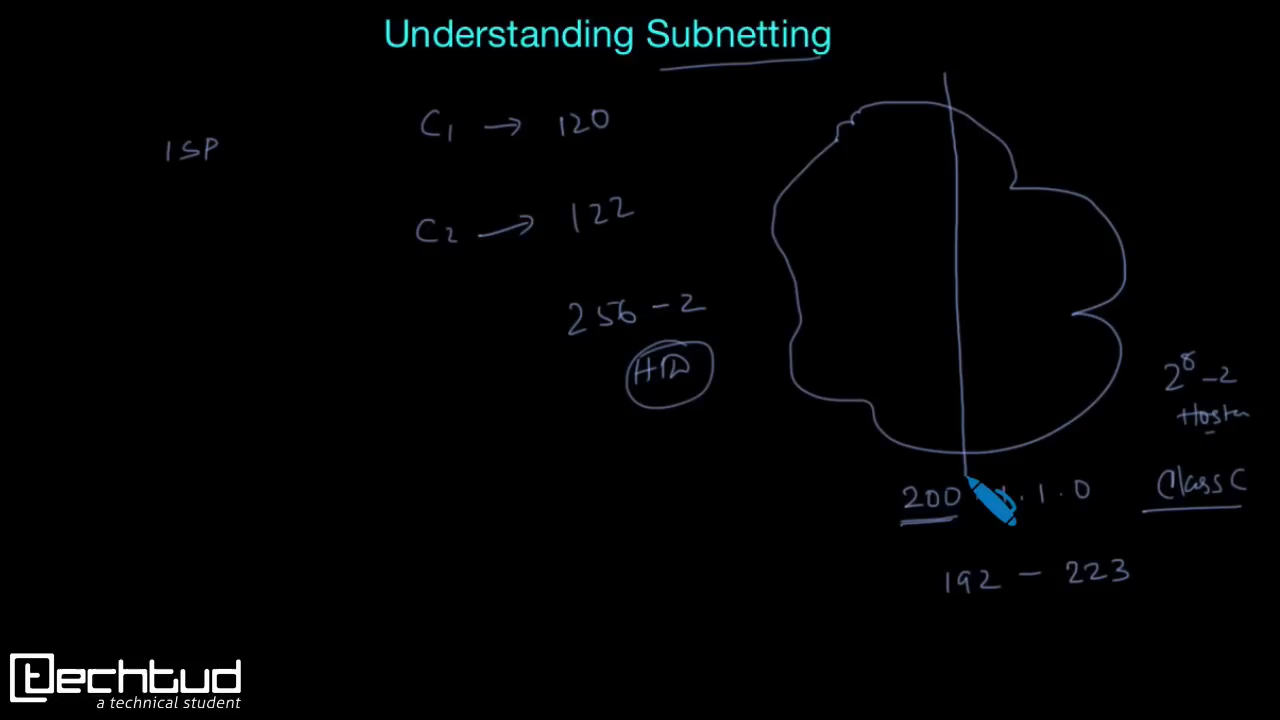 Understanding Subnetting
ISP
C1 → 120
C2 → 122
256 - 2
HID
2^8 - 2
Hosts
200 . 1 . 1 . 0
Class C
192 - 223
techtud
a technical student